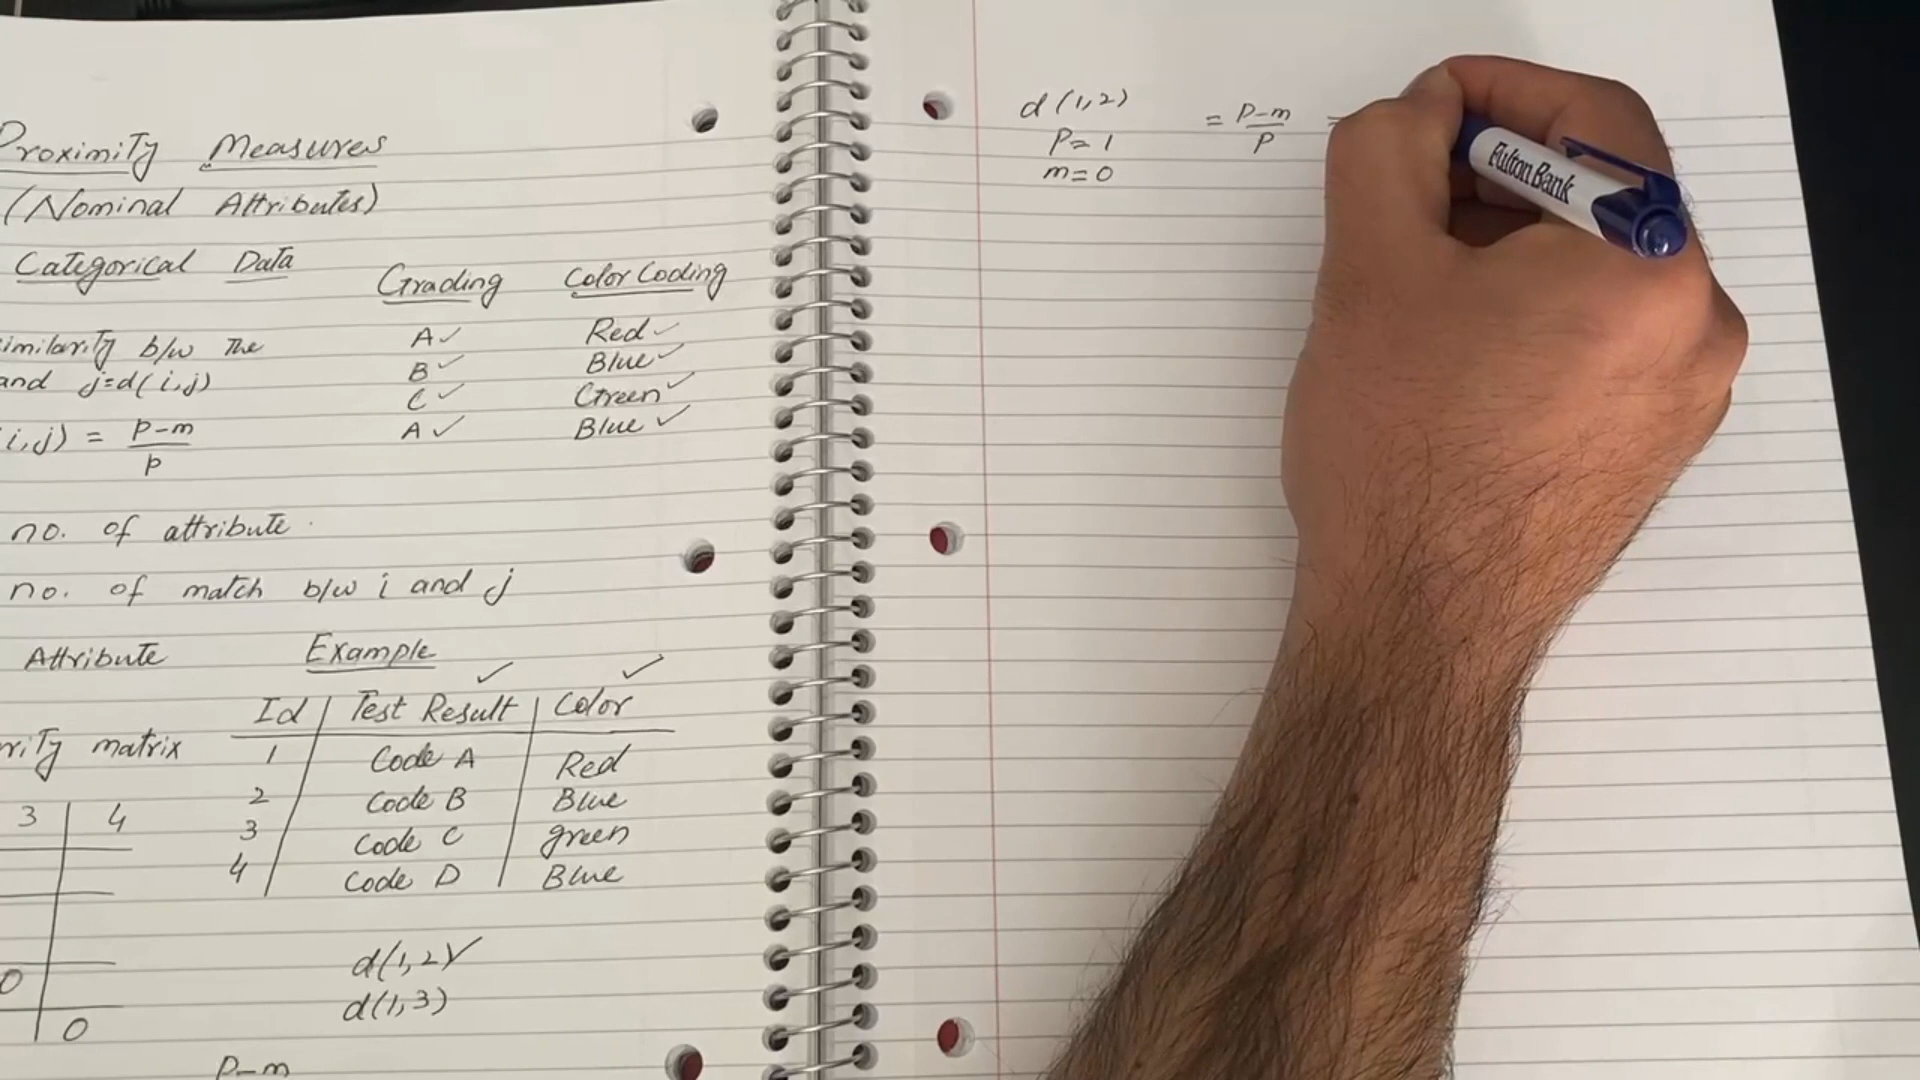 Proximity Measures
(Nominal Attributes)
Categorical Data
Grading Color Coding
A✓ Red✓
B✓ Blue✓
C✓ Green✓
A✓ Blue✓
b/w the
and j=d(i,j)
i,j) = p-m
p
no. of attribute
no. of match b/w i and j
Attribute Example
matrix
3 4
0
0
Id Test Result Color
1 Code A Red
2 Code B Blue
3 Code C green
4 Code D Blue
d(1,2)✓
d(1,3)
p-m
d(1,2) = p-m =
p
p=1
m=0
Fulton Bank